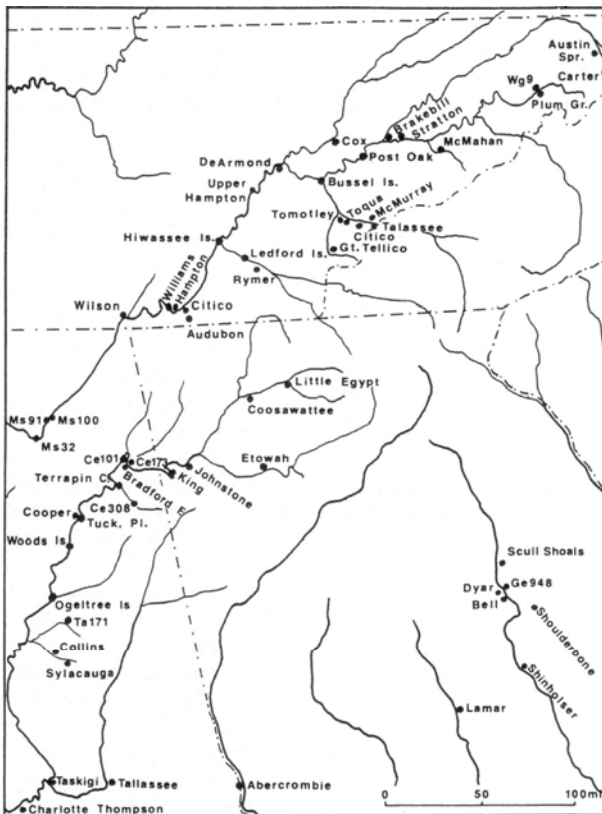 Austin
Spr.
Carter
Wg9
Plum Gr.
Brakebill
Stratton
McMahan
Cox
Post Oak
DeArmond
Bussel Is.
Upper
Hampton
McMurray
Toqua
Tomotley
Talassee
Citico
Gt. Tellico
Hiwassee Is.
Ledford Is.
Rymer
Williams
Hampton
Citico
Wilson
Audubon
Little Egypt
Coosawattee
Ms91
Ms100
Ms32
Ce101
Ce173
Etowah
Johnstone
King
Terrapin C.
Bradford E.
Ce308
Cooper
Tuck. Pl.
Woods Is.
Scull Shoals
Ge948
Dyar
Bell
Shoulderbone
Ogeltree Is
Ta171
Collins
Sylacauga
Shinholser
Lamar
Taskigi
Tallassee
Abercrombie
0 50 100mi
Charlotte Thompson